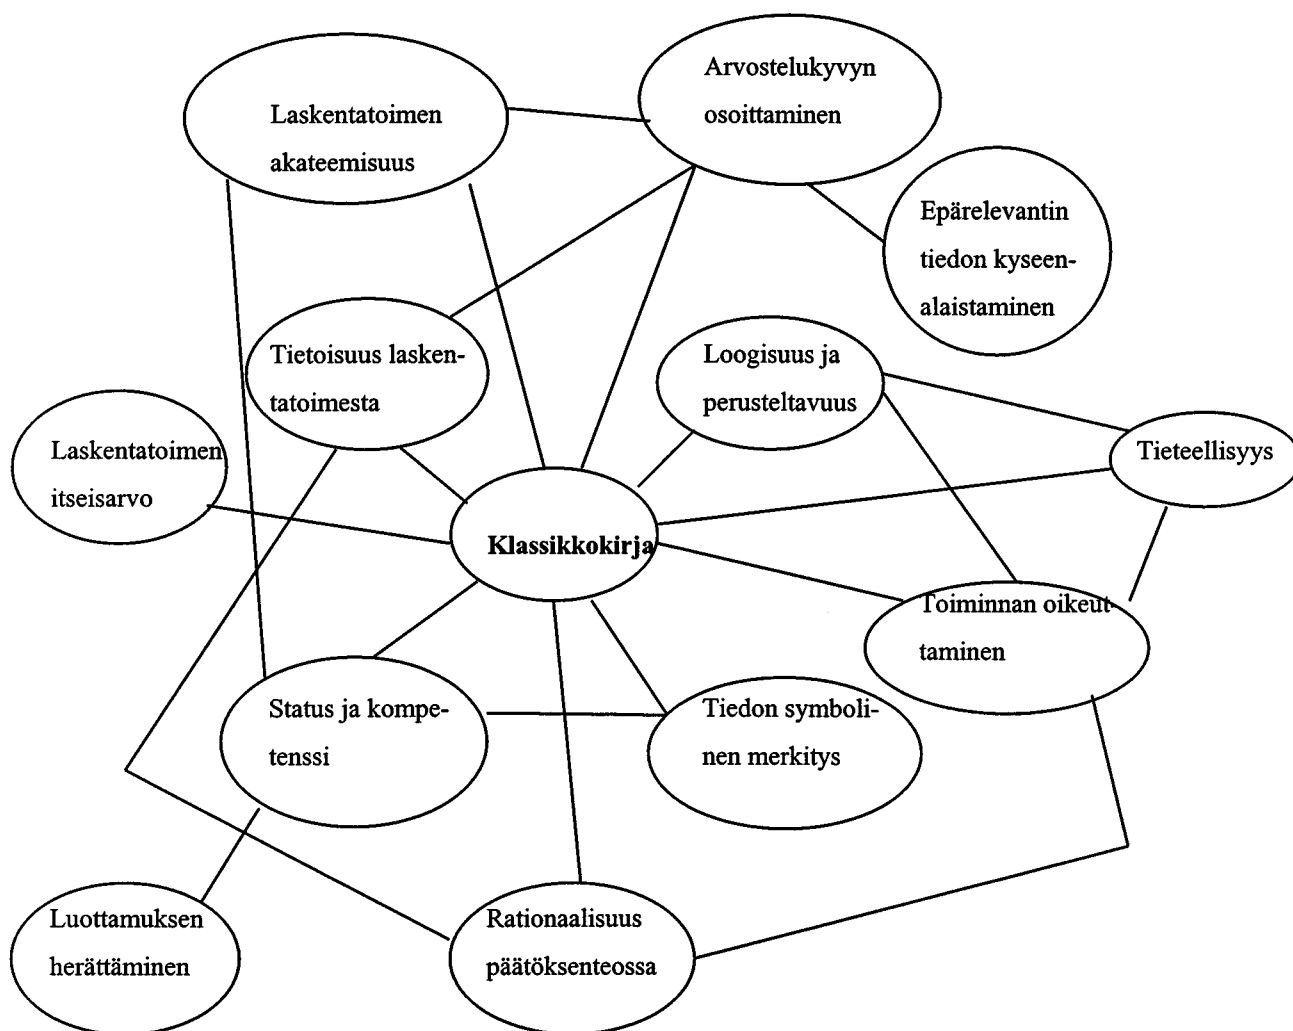 Laskentatoimen
akateemisuus
Arvostelukyvyn
osoittaminen
Epärelevantin
tiedon kyseen-
alaistaminen
Tietoisuus lasken-
tatoimesta
Loogisuus ja
perusteltavuus
Laskentatoimen
itseisarvo
Tieteellisyys
Klassikkokirja
Toiminnan oikeut-
taminen
Status ja kompe-
tenssi
Tiedon symboli-
nen merkitys
Luottamuksen
herättäminen
Rationaalisuus
päätöksenteossa